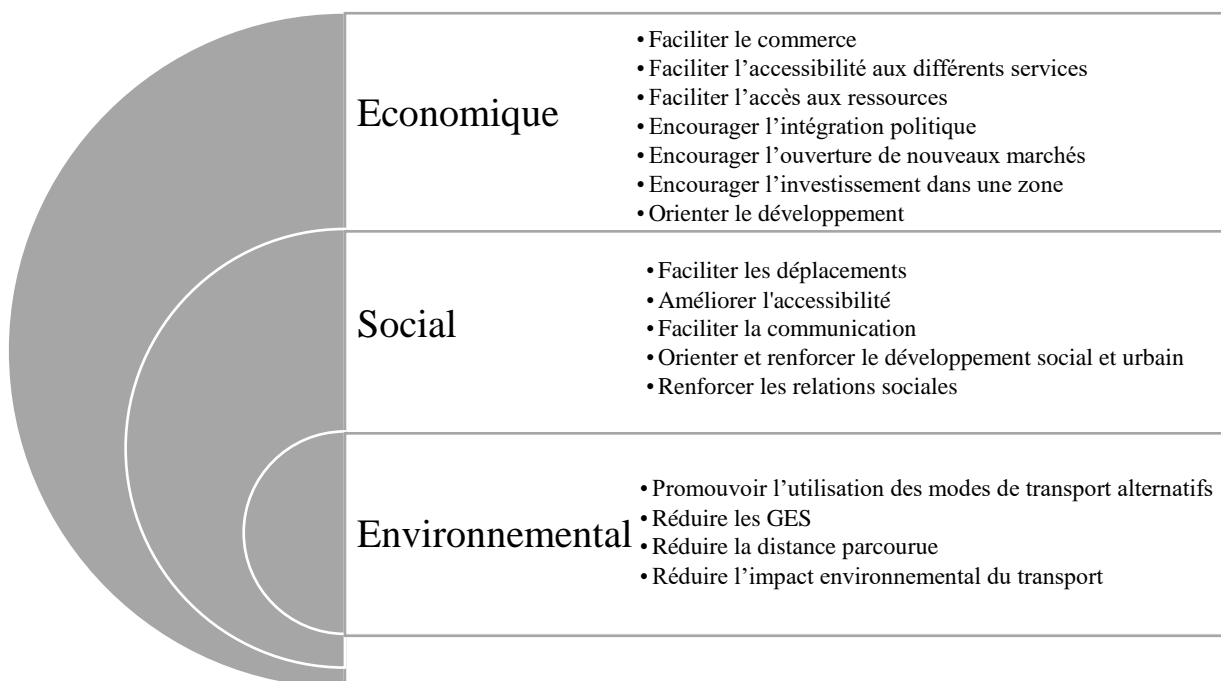 Economique
• Faciliter le commerce
• Faciliter l’accessibilité aux différents services
• Faciliter l’accès aux ressources
• Encourager l’intégration politique
• Encourager l’ouverture de nouveaux marchés
• Encourager l’investissement dans une zone
• Orienter le développement
Social
• Faciliter les déplacements
• Améliorer l'accessibilité
• Faciliter la communication
• Orienter et renforcer le développement social et urbain
• Renforcer les relations sociales
Environnemental
• Promouvoir l’utilisation des modes de transport alternatifs
• Réduire les GES
• Réduire la distance parcourue
• Réduire l’impact environnemental du transport